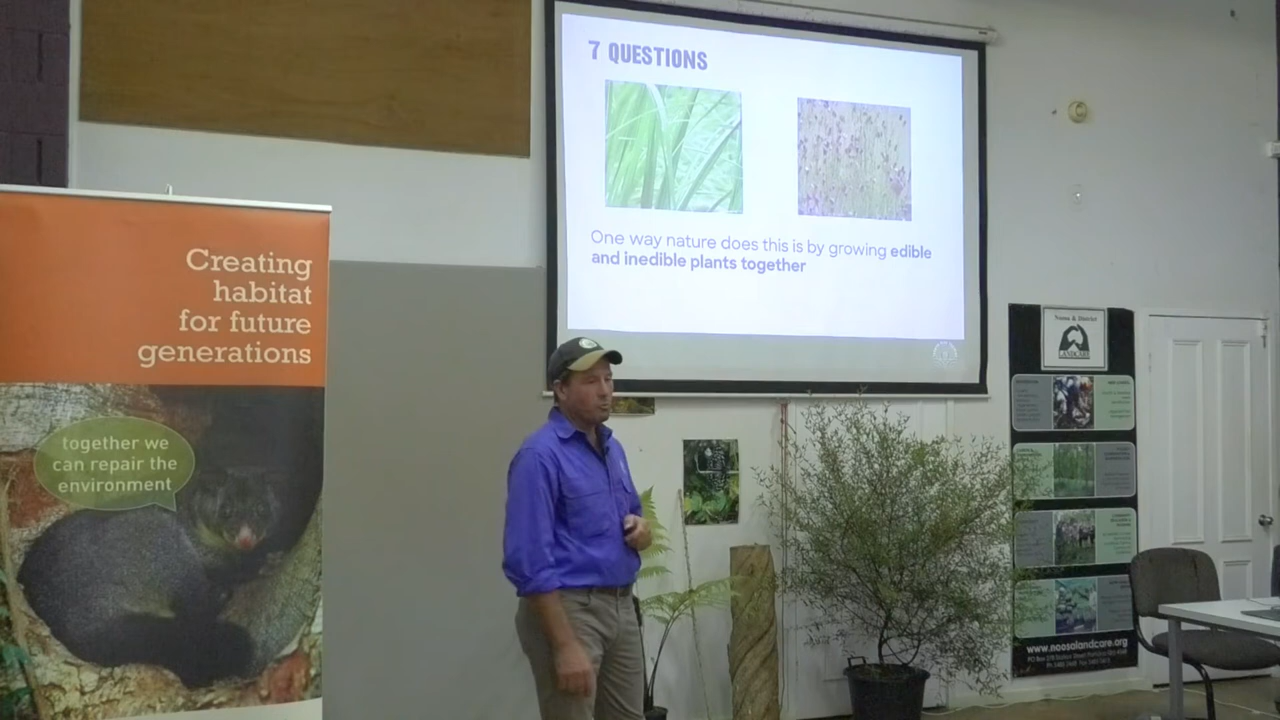 7 QUESTIONS
One way nature does this is by growing edible
and inedible plants together
Creating
habitat
for future
generations
together we
can repair the
environment
Noosa & District
LANDCARE
www.noosalandcare.org